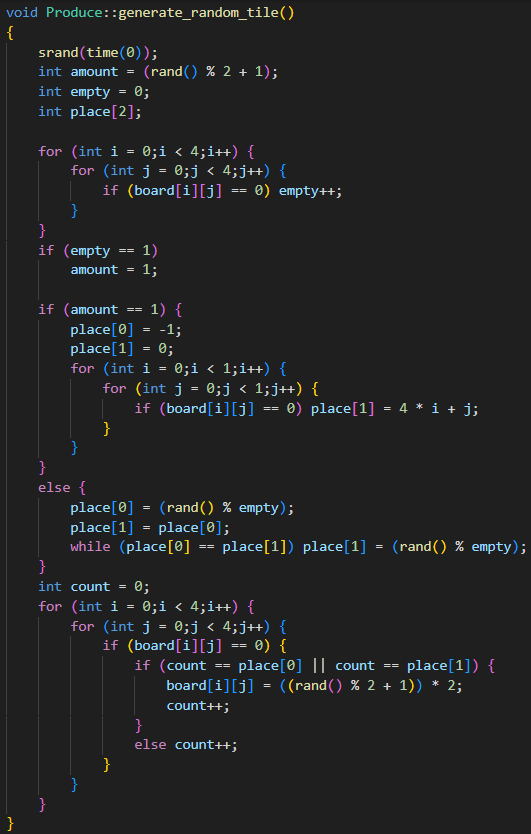 void Produce::generate_random_tile()
{
    srand(time(0));
    int amount = (rand() % 2 + 1);
    int empty = 0;
    int place[2];

    for (int i = 0;i < 4;i++) {
        for (int j = 0;j < 4;j++) {
            if (board[i][j] == 0) empty++;
        }
    }
    if (empty == 1)
        amount = 1;

    if (amount == 1) {
        place[0] = -1;
        place[1] = 0;
        for (int i = 0;i < 1;i++) {
            for (int j = 0;j < 1;j++) {
                if (board[i][j] == 0) place[1] = 4 * i + j;
            }
        }
    }
    else {
        place[0] = (rand() % empty);
        place[1] = place[0];
        while (place[0] == place[1]) place[1] = (rand() % empty);
    }
    int count = 0;
    for (int i = 0;i < 4;i++) {
        for (int j = 0;j < 4;j++) {
            if (board[i][j] == 0) {
                if (count == place[0] || count == place[1]) {
                    board[i][j] = ((rand() % 2 + 1)) * 2;
                    count++;
                }
                else count++;
            }
        }
    }
}